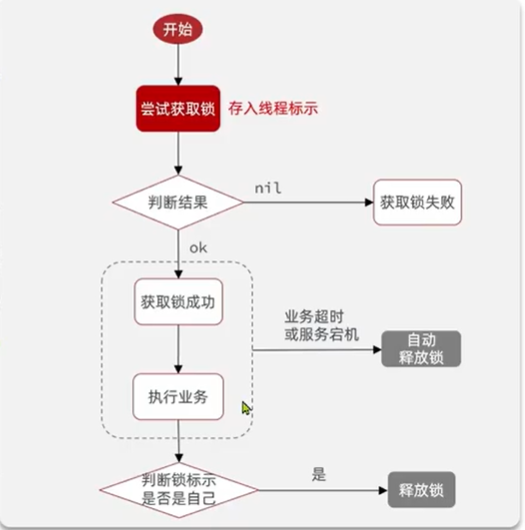 开始
尝试获取锁
存入线程标示
判断结果
nil
获取锁失败
ok
获取锁成功
业务超时
或服务宕机
自动
释放锁
执行业务
判断锁标示
是否是自己
是
释放锁